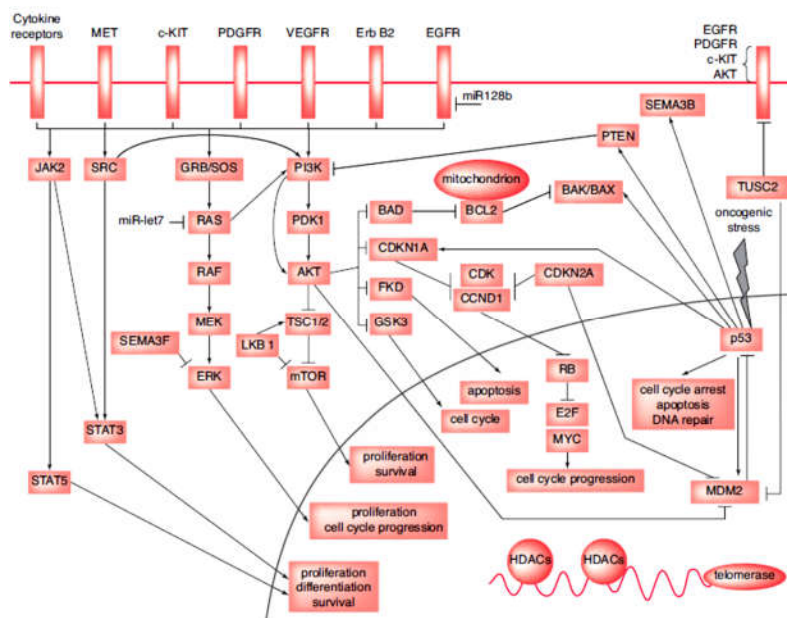 Cytokine
receptors
MET
c-KIT
PDGFR
VEGFR
Erb B2
EGFR
EGFR
PDGFR
c-KIT
AKT
miR128b
SEMA3B
PTEN
JAK2
SRC
GRB/SOS
PI3K
mitochondrion
BAK/BAX
TUSC2
miR-let7
RAS
PDK1
BAD
BCL2
oncogenic
stress
CDKN1A
RAF
AKT
CDK
CCND1
CDKN2A
FKD
MEK
TSC1/2
GSK3
SEMA3F
LKB 1
p53
ERK
mTOR
RB
apoptosis
cell cycle arrest
apoptosis
DNA repair
cell cycle
E2F
STAT3
MYC
proliferation
survival
STAT5
cell cycle progression
MDM2
proliferation
cell cycle progression
HDACs
HDACs
telomerase
proliferation
differentiation
survival